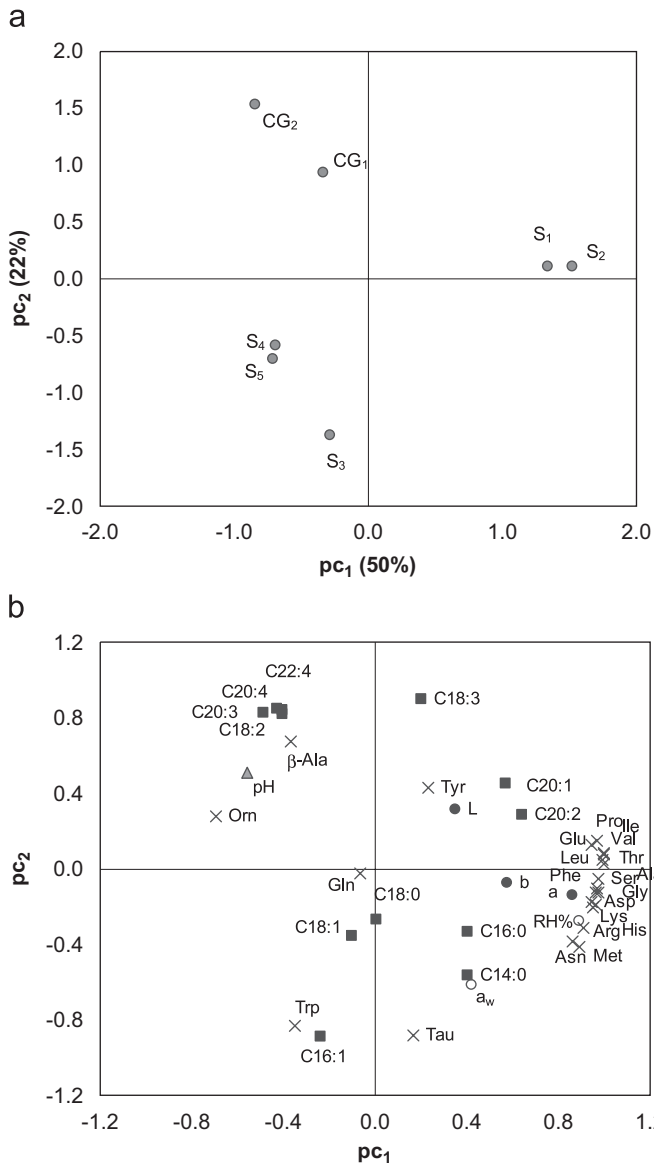 a
2.0
1.5
CG2
1.0
CG1
0.5
S1
S2
0.0
pc2 (22%)
-0.5
S4
S5
-1.0
-1.5
S3
2.0
-2.0
-1.0
0.0
1.0
2.0
pc1 (50%)
b
1.2
C22:4
C20:4
C18:3
C20:3
0.8
C18:2
β-Ala
pH
Tyr
C20:1
0.4
Orn
L
C20:2
Pro
Ile
Glu
Val
Leu
Thr
pc2
0.0
Gln
Phe
b
Ser
Al
C18:0
a
Gly
Asp
RH%
Lys
C18:1
C16:0
Arg
His
-0.4
C14:0
Asn
Met
aw
Trp
-0.8
C16:1
Tau
-1.2
-1.2
-0.8
-0.4
0.0
0.4
0.8
1.2
pc1